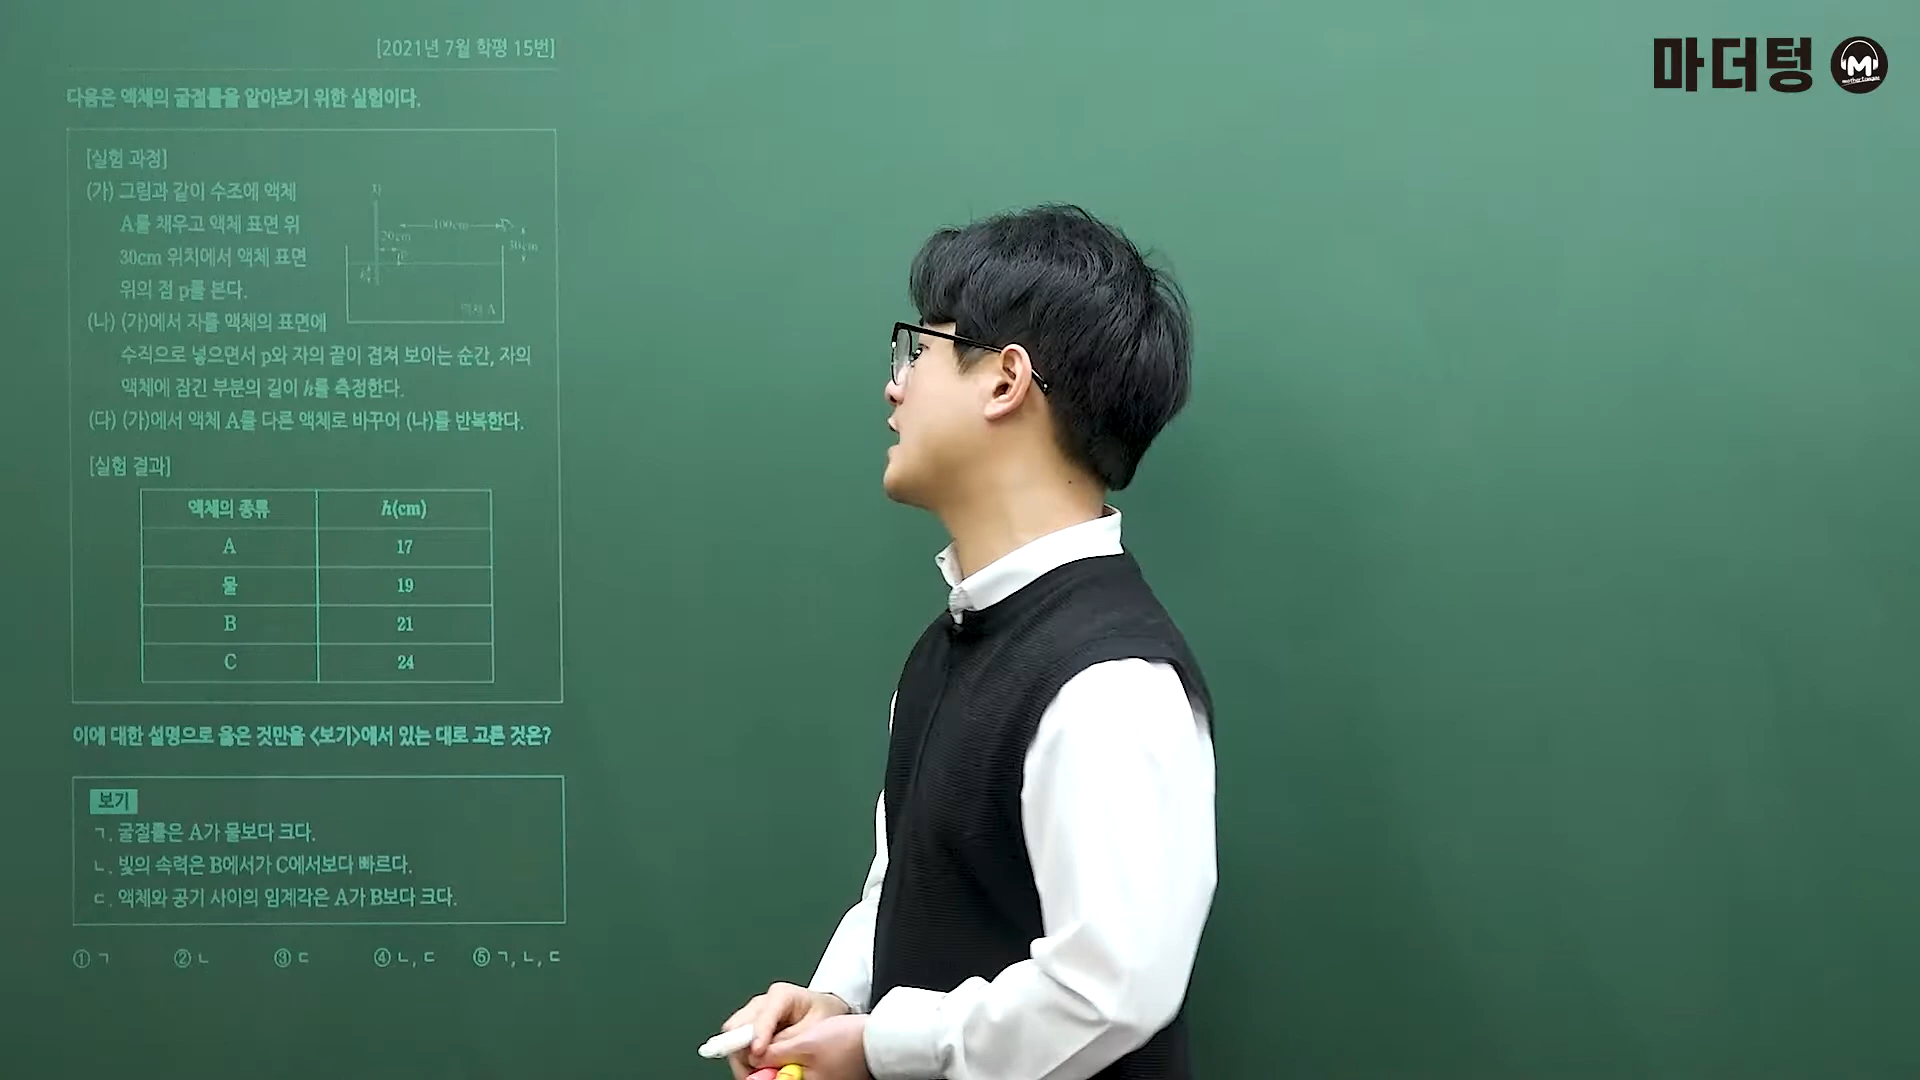 [2021년 7월 학평 15번]
마더텅
M
다음은 액체의 굴절률을 알아보기 위한 실험이다.
[실험 과정]
(가) 그림과 같이 수조에 액체
A를 채우고 액체 표면 위
30cm 위치에서 액체 표면
위의 점 p를 본다.
자
100cm
20cm
30cm
p
h
액체 A
(나) (가)에서 자를 액체의 표면에
수직으로 넣으면서 p와 자의 끝이 겹쳐 보이는 순간, 자의
액체에 잠긴 부분의 길이 h를 측정한다.
(다) (가)에서 액체 A를 다른 액체로 바꾸어 (나)를 반복한다.
[실험 결과]
액체의 종류 h(cm)
A 17
물 19
B 21
C 24
이에 대한 설명으로 옳은 것만을 <보기>에서 있는 대로 고른 것은?
보기
ㄱ. 굴절률은 A가 물보다 크다.
ㄴ. 빛의 속력은 B에서가 C에서보다 빠르다.
ㄷ. 액체와 공기 사이의 임계각은 A가 B보다 크다.
① ㄱ ② ㄴ ③ ㄷ ④ ㄴ, ㄷ ⑤ ㄱ, ㄴ, ㄷ